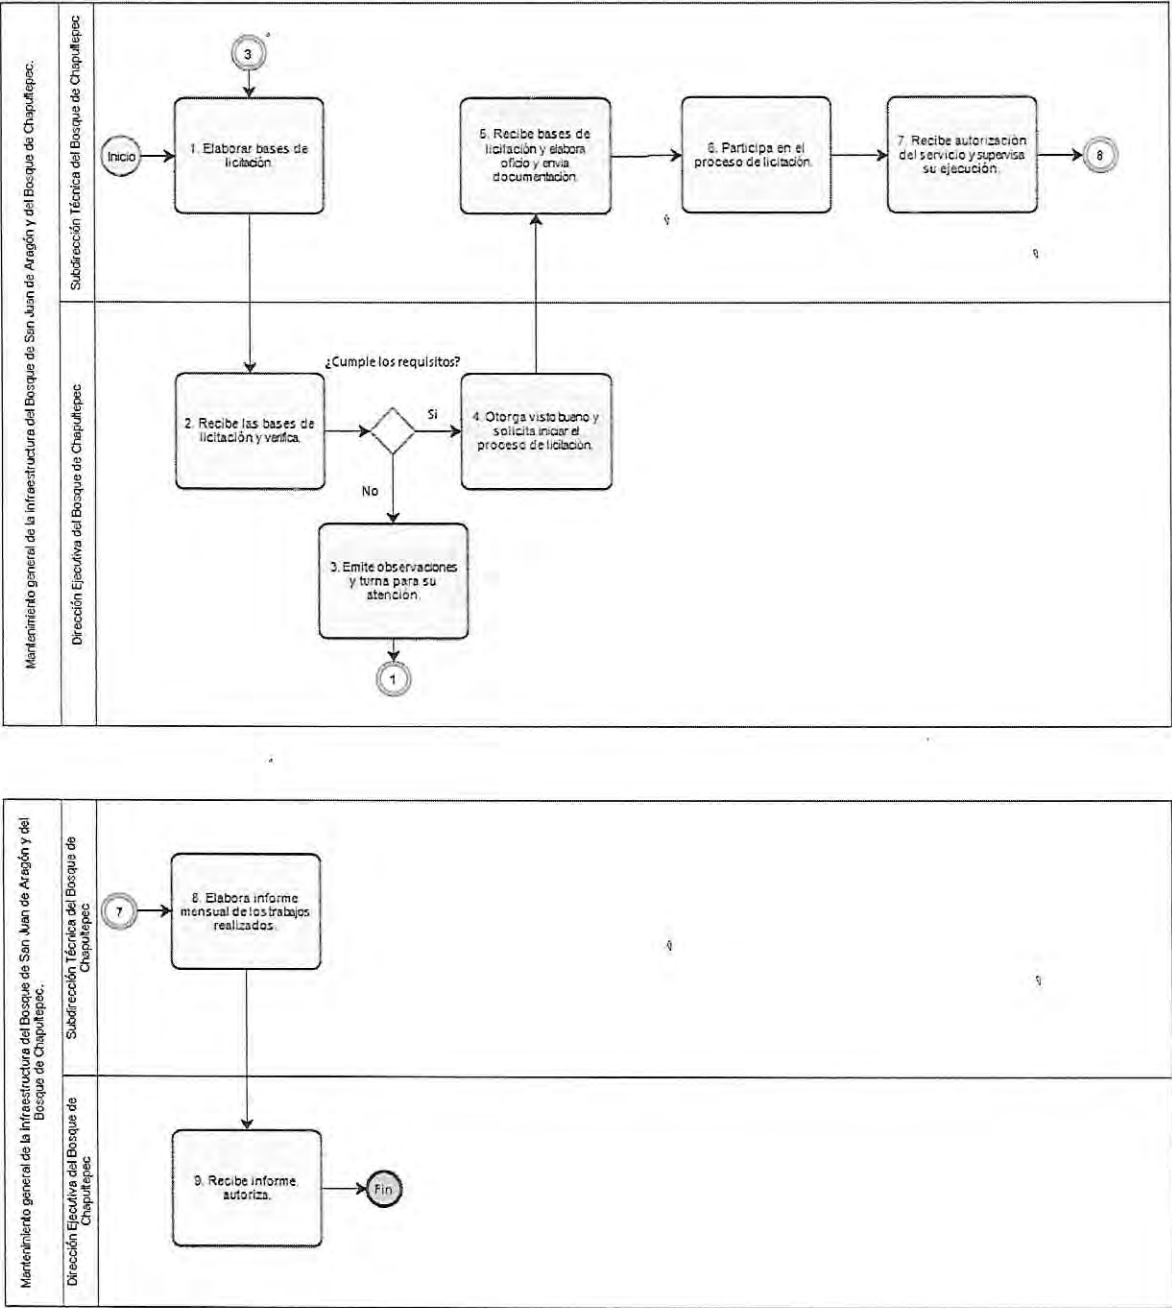 Mantenimiento general de la infraestructura del Bosque de San Juan de Aragón y del Bosque de Chapultepec.
Subdirección Técnica del Bosque de Chapultepec
3
Inicio
1. Elaborar bases de
licitación.
5. Recibe bases de
licitación y elabora
oficio y envia
documentación.
6. Participa en el
proceso de licitación.
7. Recibe autorización
del servicio y supervisa
su ejecución.
8
Dirección Ejecutiva del Bosque de Chapultepec
2. Recibe las bases de
licitación y verifica.
¿Cumple los requisitos?
Si
No
4. Otorga visto bueno y
solicita iniciar el
proceso de licitación.
3. Emite observaciones
y turna para su
atención.
1
Mantenimiento general de la infraestructura del Bosque de San Juan de Aragón y del
Bosque de Chapultepec.
Subdirección Técnica del Bosque de
Chapultepec
7
8. Elabora informe
mensual de los trabajos
realizados.
Dirección Ejecutiva del Bosque de
Chapultepec
9. Recibe informe,
autoriza.
Fin